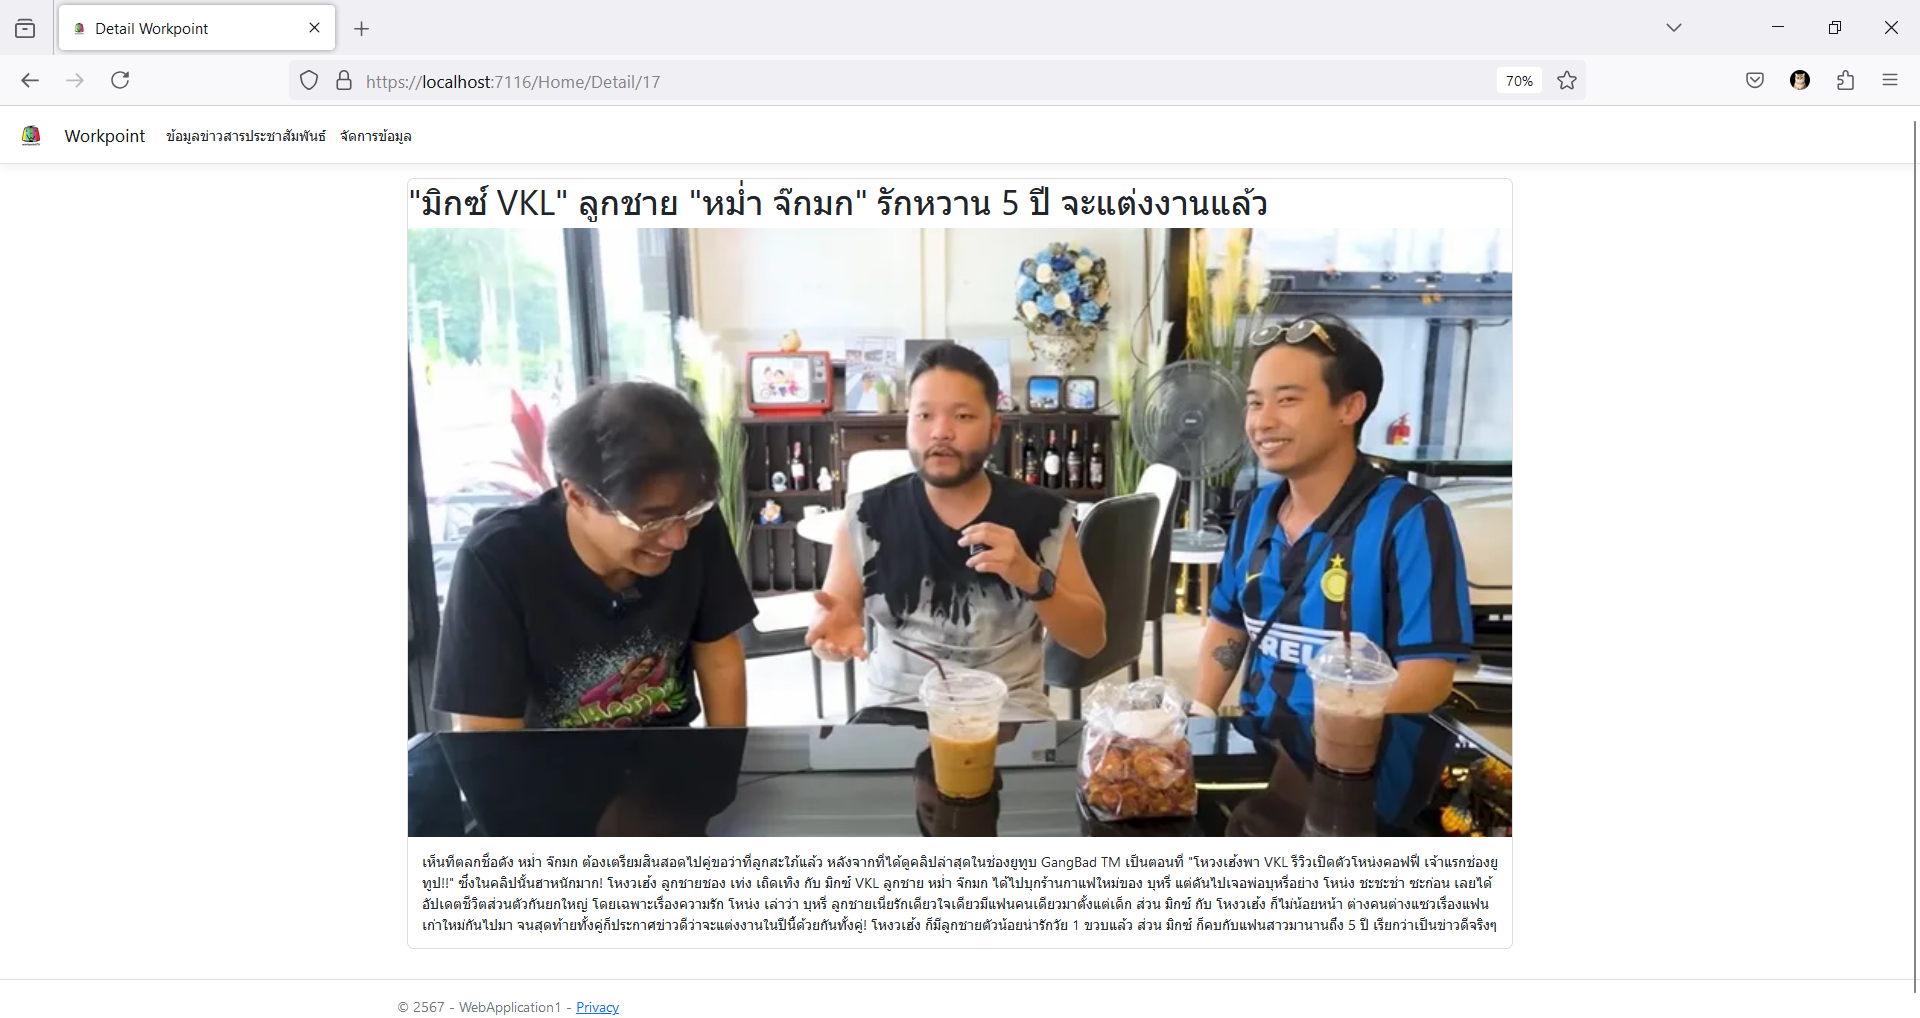 Detail Workpoint
https://localhost:7116/Home/Detail/17
70%
Workpoint ข้อมูลข่าวสารประชาสัมพันธ์ จัดการข้อมูล
"มิกซ์ VKL" ลูกชาย "หม่ำ จ๊กมก" รักหวาน 5 ปี จะแต่งงานแล้ว
IRELLI
เห็นทีตลกชื่อดัง หม่ำ จ๊กมก ต้องเตรียมสินสอดไปคู่ขอว่าที่ลูกสะใภ้แล้ว หลังจากที่ได้ดูคลิปล่าสุดในช่องยูทูบ GangBad TM เป็นตอนที่ "โหวงเฮ้งพา VKL รีวิวเปิดตัวโหน่งคอฟฟี่ เจ้าแรกช่องยู
ทูป!!" ซึ่งในคลิปนั้นฮาหนักมาก! โหงวเฮ้ง ลูกชายชอง เท่ง เถิดเทิง กับ มิกซ์ VKL ลูกชาย หม่ำ จ๊กมก ได้ไปบุกร้านกาแฟใหม่ของ บุหรี่ แต่ดันไปเจอพ่อบุหรี่อย่าง โหน่ง ชะชะช่า ซะก่อน เลยได้
อัปเดตชีวิตส่วนตัวกันยกใหญ่ โดยเฉพาะเรื่องความรัก โหน่ง เล่าว่า บุหรี่ ลูกชายเนี่ยรักเดียวใจเดียวมีแฟนคนเดียวมาตั้งแต่เด็ก ส่วน มิกซ์ กับ โหงวเฮ้ง ก็ไม่น้อยหน้า ต่างคนต่างแซวเรื่องแฟน
เก่าใหม่กันไปมา จนสุดท้ายทั้งคู่ก็ประกาศข่าวดีว่าจะแต่งงานในปีนี้ด้วยกันทั้งคู่! โหงวเฮ้ง ก็มีลูกชายตัวน้อยน่ารักวัย 1 ขวบแล้ว ส่วน มิกซ์ ก็คบกับแฟนสาวมานานถึง 5 ปี เรียกว่าเป็นข่าวดีจริงๆ
© 2567 - WebApplication1 - Privacy